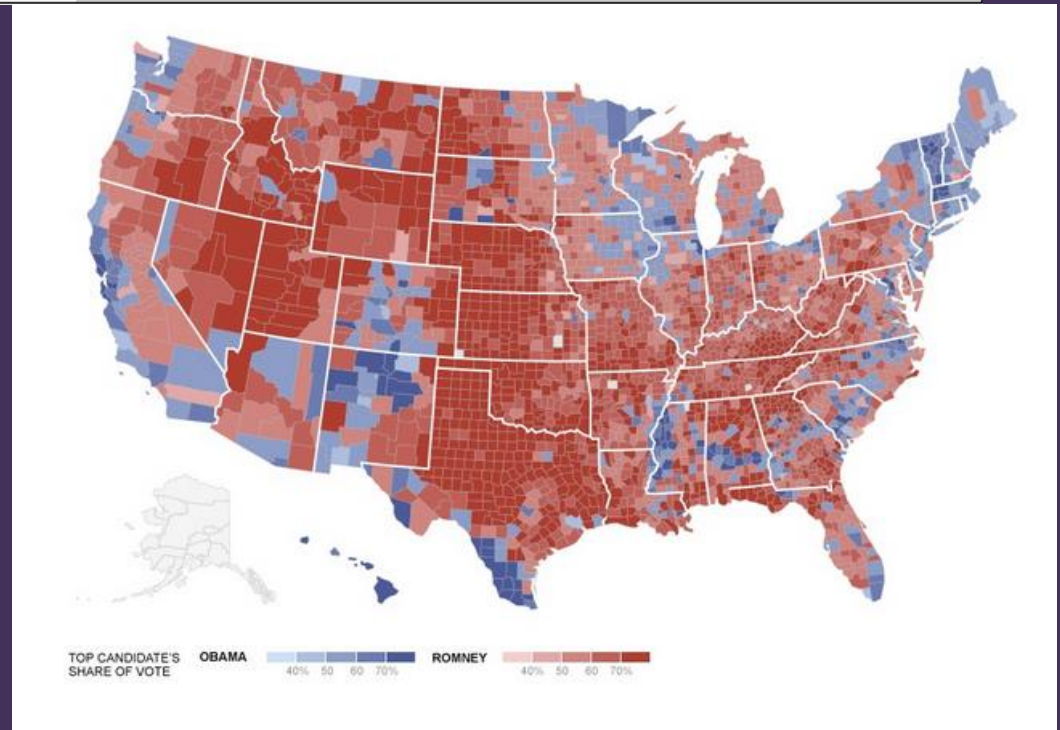 TOP CANDIDATE'S
SHARE OF VOTE
OBAMA
40% 50 60 70%
ROMNEY
40% 50 60 70%